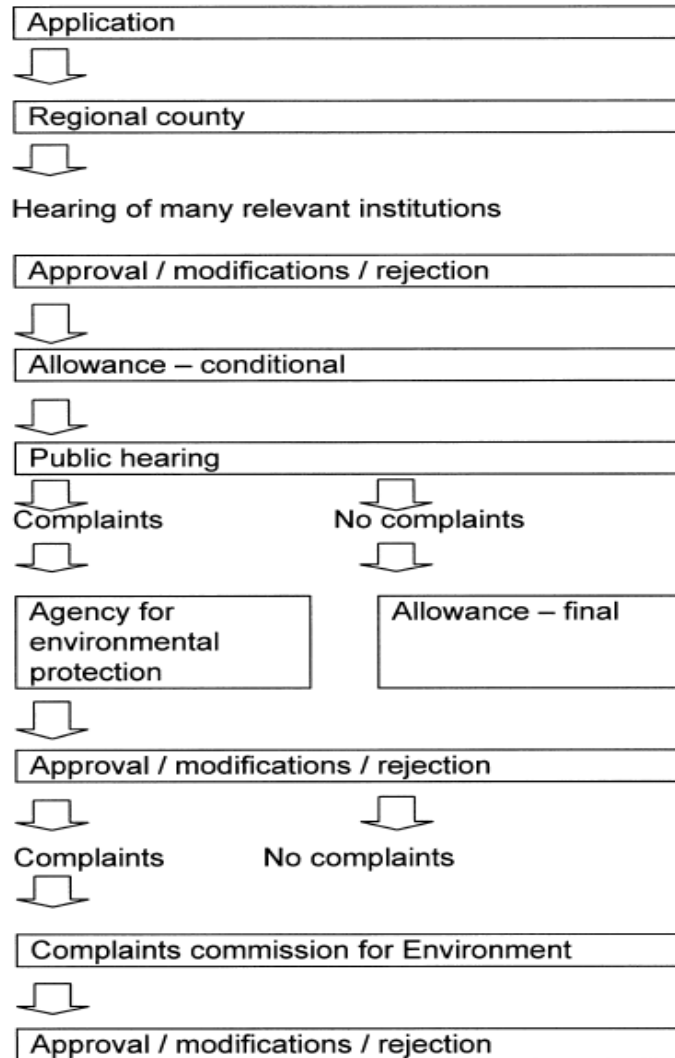 Application
Regional county
Hearing of many relevant institutions
Approval / modifications / rejection
Allowance – conditional
Public hearing
Complaints
No complaints
Agency for
environmental
protection
Allowance – final
Approval / modifications / rejection
Complaints
No complaints
Complaints commission for Environment
Approval / modifications / rejection